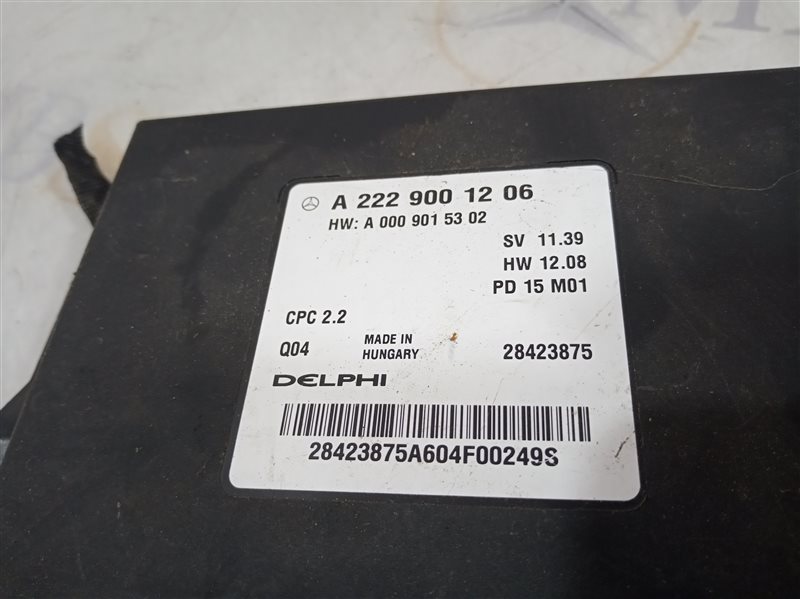 A 222 900 12 06
HW: A 000 901 53 02
SV 11.39
HW 12.08
PD 15 M01
CPC 2.2
Q04
MADE IN
HUNGARY
28423875
DELPHI
28423875A604F00249S